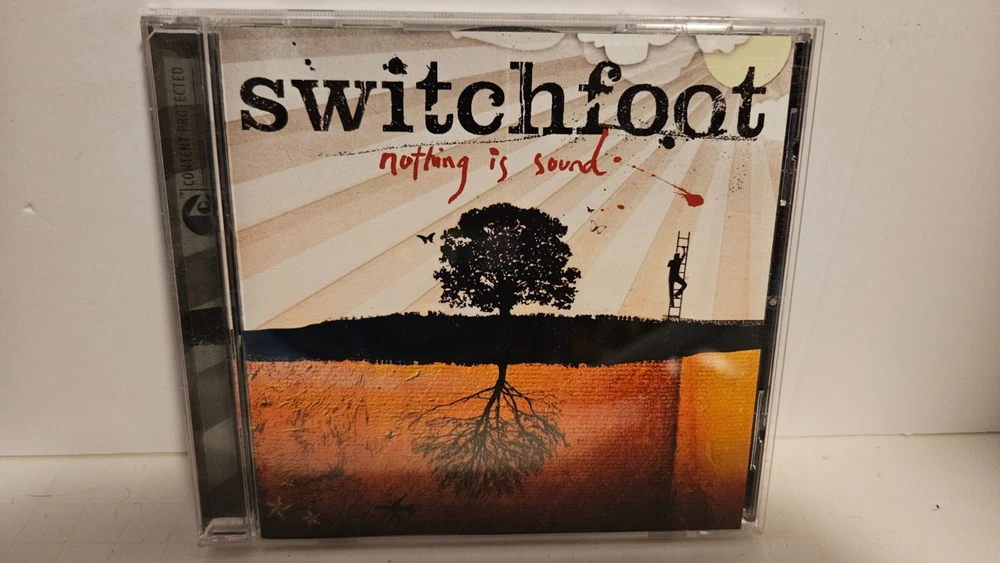 switchfoot
nothing is sound
CONTENT PROTECTED